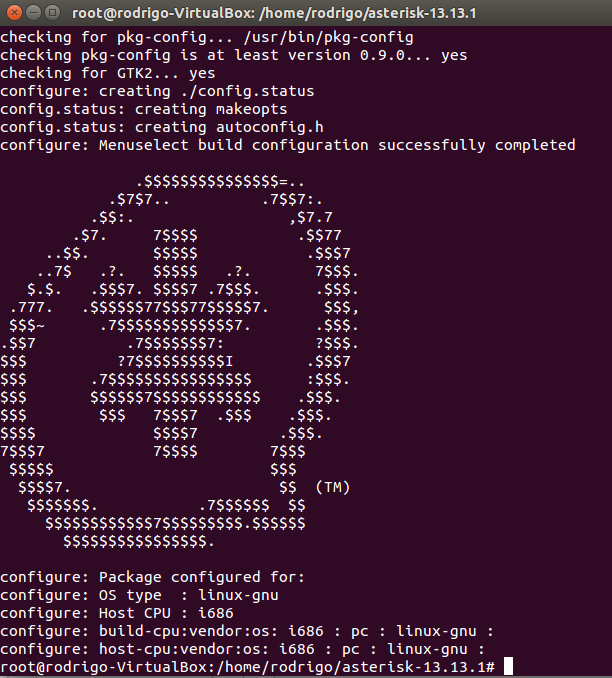 root@rodrigo-VirtualBox: /home/rodrigo/asterisk-13.13.1
checking for pkg-config... /usr/bin/pkg-config
checking pkg-config is at least version 0.9.0... yes
checking for GTK2... yes
configure: creating ./config.status
config.status: creating makeopts
config.status: creating autoconfig.h
configure: Menuselect build configuration successfully completed

               .$$$$$$$$$$$$$$$=..
            .$7$7..          .7$$7:.
          .$$:.                 ,$7.7
        .$7.     7$$$$           .$$77
     ..$$.       $$$$$            .$$$7
    ..7$   .?.   $$$$$   .?.       7$$$.
   $.$.   .$$$7. $$$$7 .7$$$.      .$$$.
 .777.   .$$$$$$77$$$77$$$$$7.      $$$,
 $$$~      .7$$$$$$$$$$$$$7.       .$$$.
.$$7          .7$$$$$$$7:          ?$$$.
$$$          ?7$$$$$$$$$$I        .$$$7
$$$       .7$$$$$$$$$$$$$$$$      :$$$.
$$$       $$$$$$7$$$$$$$$$$$$    .$$$.
$$$        $$$   7$$$7  .$$$    .$$$.
$$$$             $$$$7         .$$$.
7$$$7            7$$$$        7$$$
 $$$$$                        $$$
  $$$$7.                       $$  (TM)
   $$$$$$$.           .7$$$$$$  $$
     $$$$$$$$$$$$7$$$$$$$$$.$$$$$$
       $$$$$$$$$$$$$$$$.

configure: Package configured for:
configure: OS type  : linux-gnu
configure: Host CPU : i686
configure: build-cpu:vendor:os: i686 : pc : linux-gnu :
configure: host-cpu:vendor:os: i686 : pc : linux-gnu :
root@rodrigo-VirtualBox:/home/rodrigo/asterisk-13.13.1#